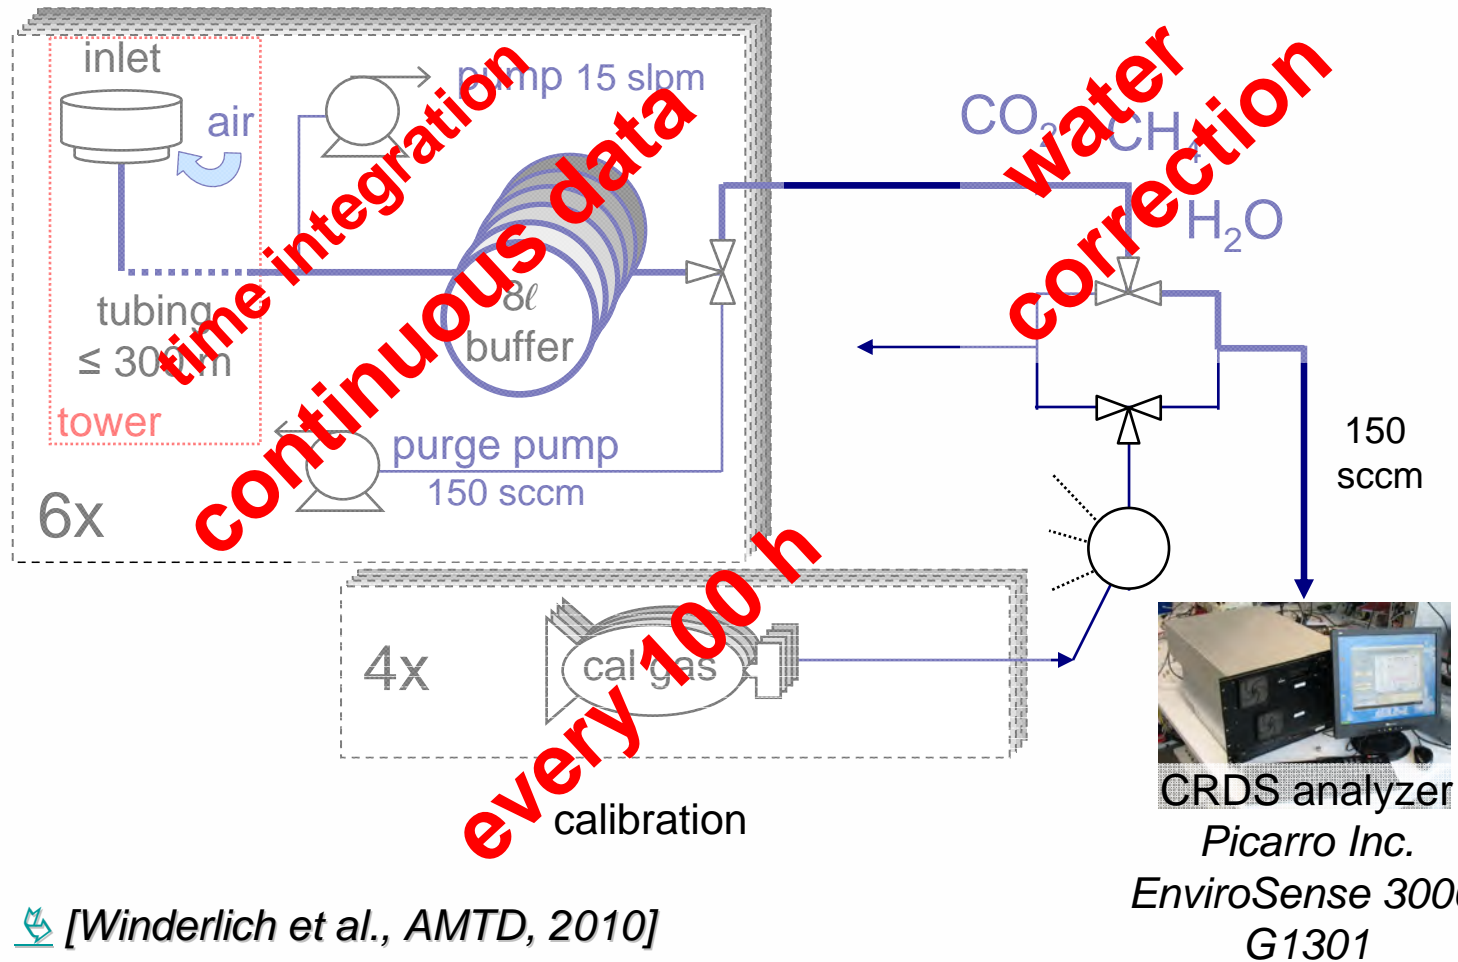 inlet
air
pump 15 slpm
tubing
≤ 300 m
tower
8ℓ
buffer
purge pump
150 sccm
6x
time integration
continuous data
CO2 CH4
H2O
water
correction
150
sccm
4x
cal gas
every 100 h
calibration
CRDS analyzer
Picarro Inc.
EnviroSense 3000
G1301
[Winderlich et al., AMTD, 2010]